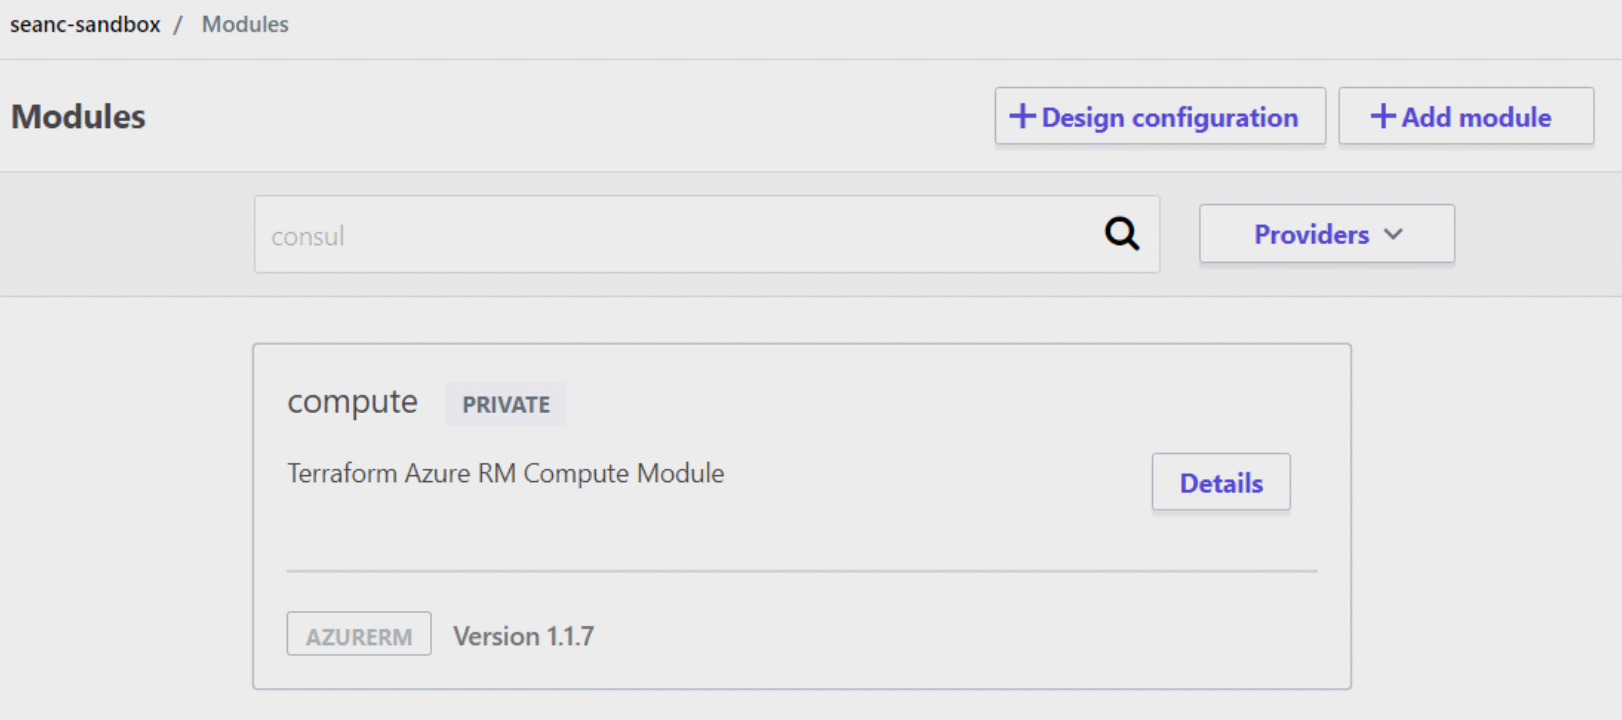 seanc-sandbox / Modules
Modules
+ Design configuration
+ Add module
consul
Providers
compute PRIVATE
Terraform Azure RM Compute Module
Details
AZURERM Version 1.1.7